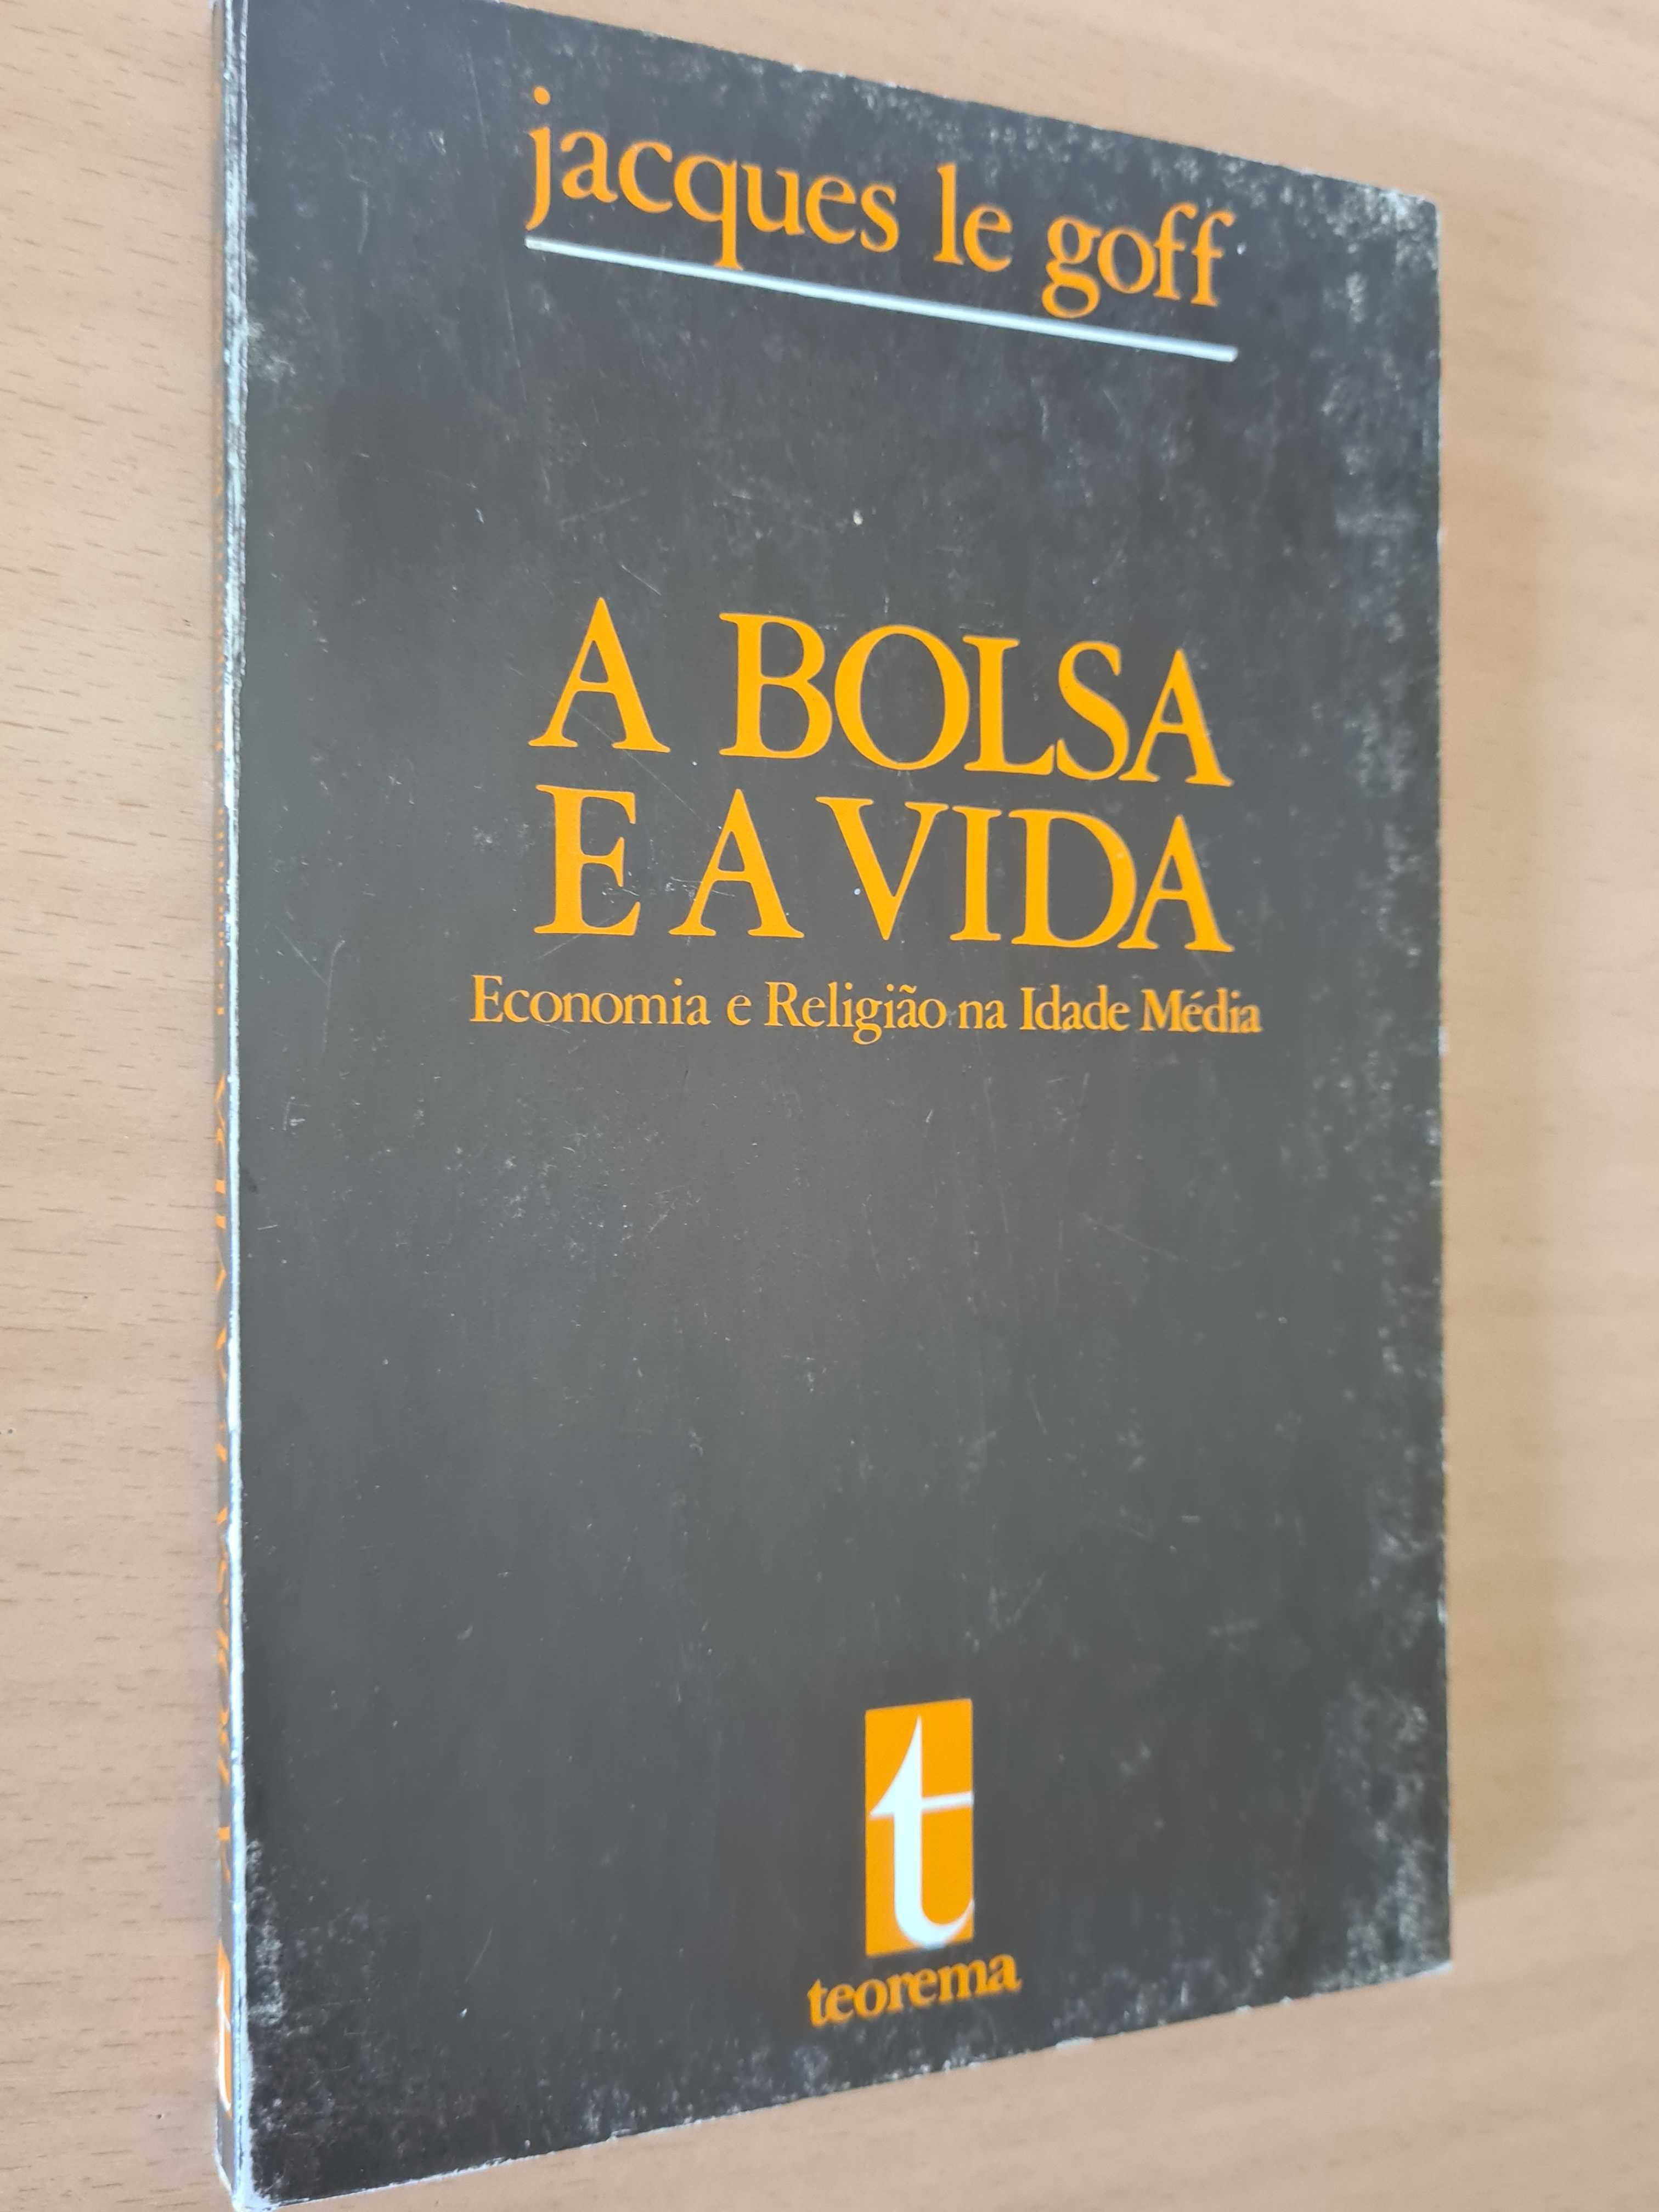 jacques le goff
A BOLSA
E A VIDA
Economia e Religião na Idade Média
t
teorema